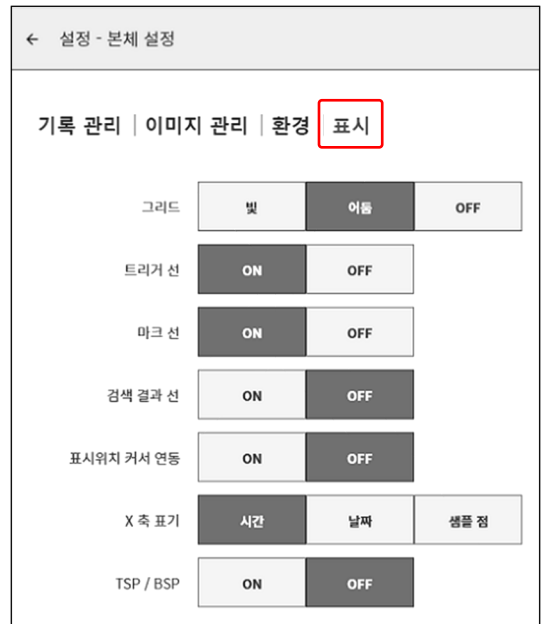 ← 설정 - 본체 설정
기록 관리 | 이미지 관리 | 환경 | 표시
그리드 빛 어둠 OFF
트리거 선 ON OFF
마크 선 ON OFF
검색 결과 선 ON OFF
표시위치 커서 연동 ON OFF
X 축 표기 시간 날짜 샘플 점
TSP / BSP ON OFF